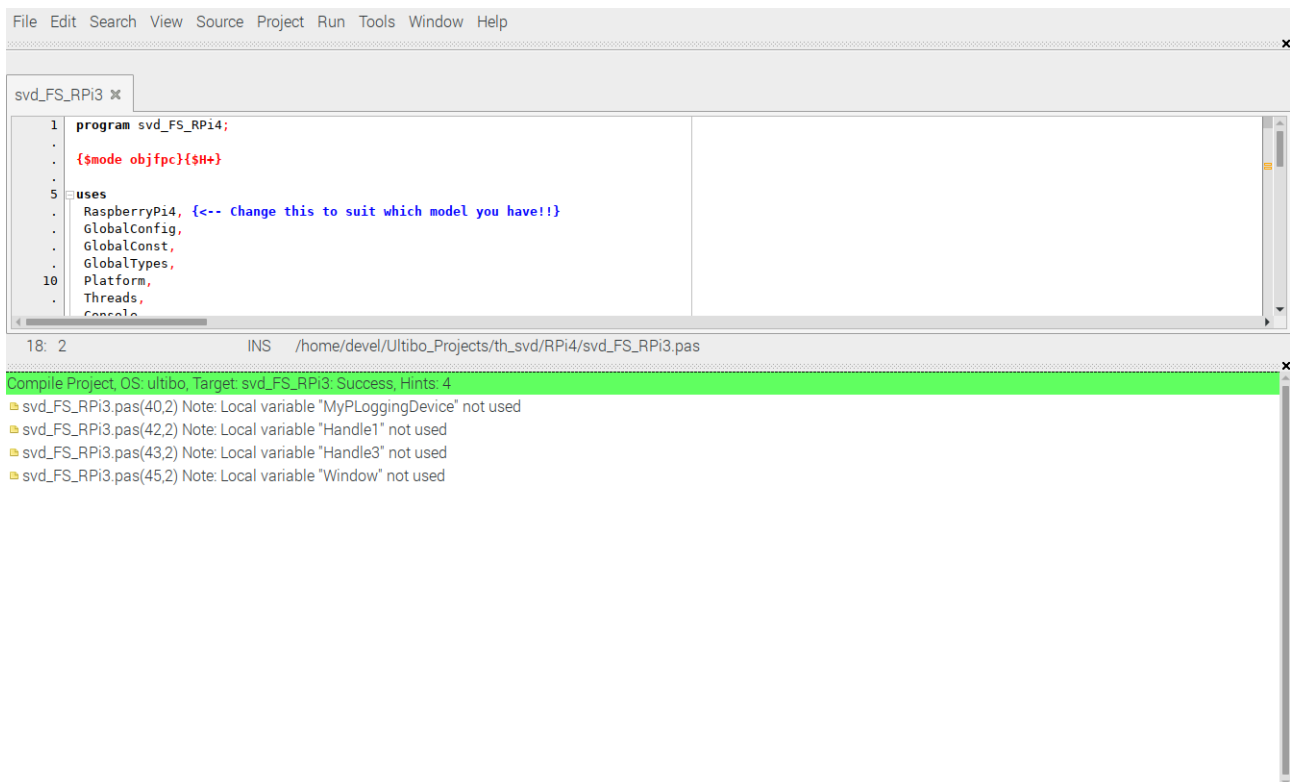 File Edit Search View Source Project Run Tools Window Help
svd_FS_RPi3
1 program svd_FS_RPi4;
.
. {$mode objfpc}{$H+}
.
5 uses
. RaspberryPi4, {<-- Change this to suit which model you have!!}
. GlobalConfig,
. GlobalConst,
. GlobalTypes,
10 Platform,
. Threads,
Console
18: 2 INS /home/devel/Ultibo_Projects/th_svd/RPi4/svd_FS_RPi3.pas
Compile Project, OS: ultibo, Target: svd_FS_RPi3: Success, Hints: 4
svd_FS_RPi3.pas(40,2) Note: Local variable "MyPLoggingDevice" not used
svd_FS_RPi3.pas(42,2) Note: Local variable "Handle1" not used
svd_FS_RPi3.pas(43,2) Note: Local variable "Handle3" not used
svd_FS_RPi3.pas(45,2) Note: Local variable "Window" not used